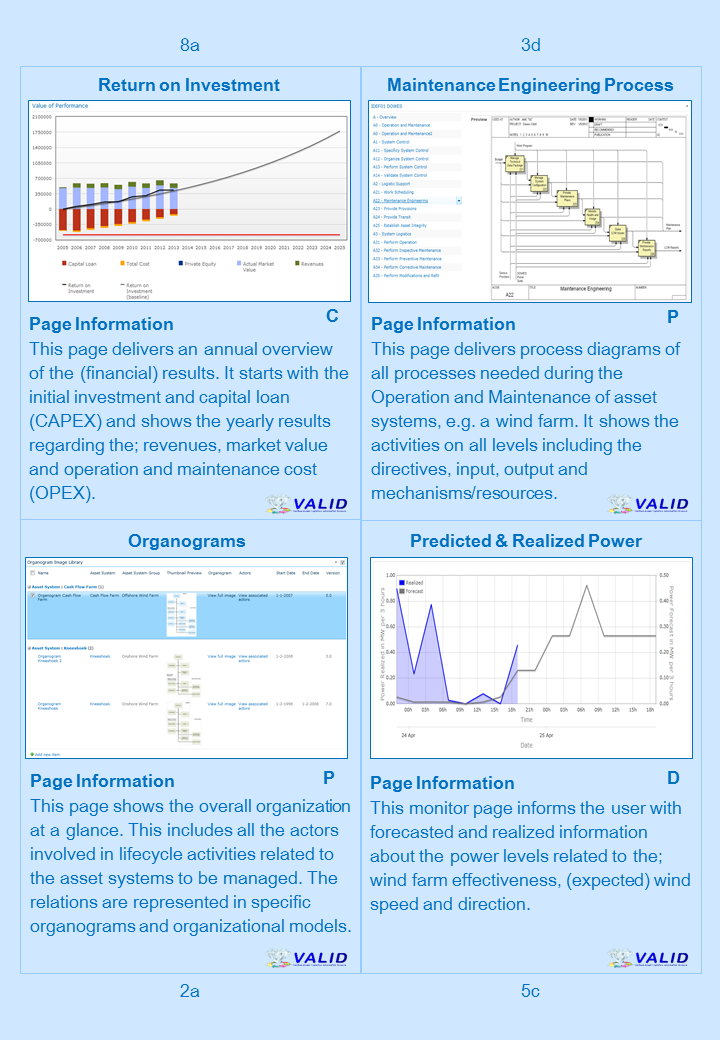 8a
3d
Return on Investment
Value of Performance
2100000
1750000
1400000
1050000
700000
350000
0
-350000
-700000
2005 2006 2007 2008 2009 2010 2011 2012 2013 2014 2015 2016 2017 2018 2019 2020 2021 2022 2023 2024 2025
Capital Loan
Total Cost
Private Equity
Actual Market Value
Revenues
Return on Investment
Return on Investment (baseline)
Page Information
C
This page delivers an annual overview
of the (financial) results. It starts with the
initial investment and capital loan
(CAPEX) and shows the yearly results
regarding the; revenues, market value
and operation and maintenance cost
(OPEX).
VALID
Maintenance Engineering Process
A - Overview
A0 - Operation and Maintenance
A0 - Operation and Maintenance2
A1 - System Control
A11 - Specificy System Control
A12 - Organize System Control
A13 - Perform System Control
A14 - Validate System Control
A2 - Logistic Support
A21 - Work Scheduling
A22 - Maintenance Engineering
A23 - Provide Provisions
A24 - Provide Transit
A25 - Establish Asset Integrity
A3 - System Logistics
A31 - Perform Operation
A32 - Perform Inspective Maintenance
A33 - Perform Preventive Maintenance
A34 - Perform Corrective Maintenance
A35 - Perform Modifications and Refit
Preview
A22
Maintenance Engineering
Page Information
P
This page delivers process diagrams of
all processes needed during the
Operation and Maintenance of asset
systems, e.g. a wind farm. It shows the
activities on all levels including the
directives, input, output and
mechanisms/resources.
VALID
Organograms
Organogram Image Library
Name Asset System Asset System Group Thumbnail Preview Organogram Actors Start Date End Date Version
Asset System : Cash Flow Farm (1)
Organogram Cash Flow Farm Cash Flow Farm Offshore Wind Farm View full image View associated actors 1-1-2007
Asset System : Kneeshoek (2)
Organogram Kneeshoek 2 Kneeshoek Onshore Wind Farm View full image View associated actors 1-2-2008
Organogram Kneeshoek Kneeshoek Onshore Wind Farm View full image View associated actors
Add new item
Page Information
P
This page shows the overall organization
at a glance. This includes all the actors
involved in lifecycle activities related to
the asset systems to be managed. The
relations are represented in specific
organograms and organizational models.
VALID
Predicted & Realized Power
Realized
Forecast
1.00
0.80
0.60
0.40
0.20
0.00
Power Realized in MW per 3 hours
0.50
0.40
0.30
0.20
0.10
0.00
Power Forecast in MW per 3 hours
00h 03h 06h 09h 12h 15h 18h 21h 00h 03h 06h 09h 12h 15h 18h
Time
24 Apr
25 Apr
Date
Page Information
D
This monitor page informs the user with
forecasted and realized information
about the power levels related to the;
wind farm effectiveness, (expected) wind
speed and direction.
VALID
2a
5c